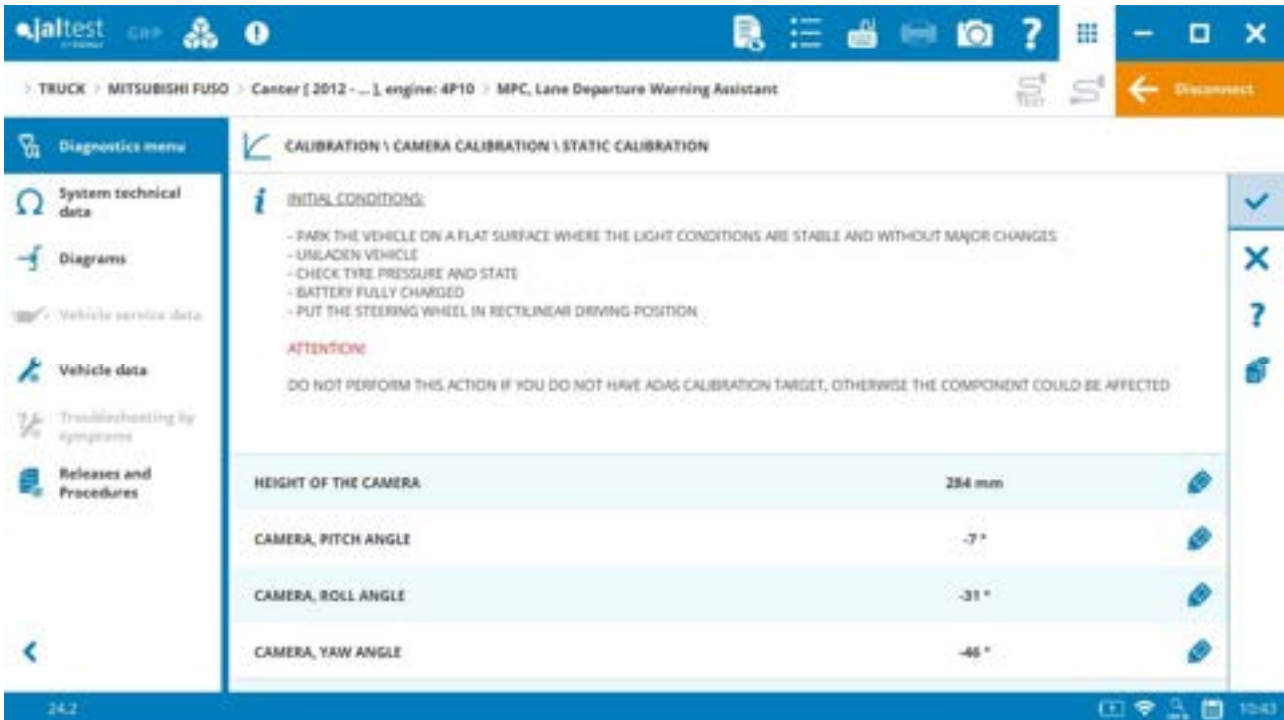 jaltest GRP
> TRUCK > MITSUBISHI FUSO > Canter [ 2012 - ... ], engine: 4P10 > MPC, Lane Departure Warning Assistant
TEST
Disconnect
Diagnostics menu
System technical data
Diagrams
Vehicle service data
Vehicle data
Troubleshooting by symptoms
Releases and Procedures
CALIBRATION \ CAMERA CALIBRATION \ STATIC CALIBRATION
INITIAL CONDITIONS:
- PARK THE VEHICLE ON A FLAT SURFACE WHERE THE LIGHT CONDITIONS ARE STABLE AND WITHOUT MAJOR CHANGES
- UNLADEN VEHICLE
- CHECK TYRE PRESSURE AND STATE
- BATTERY FULLY CHARGED
- PUT THE STEERING WHEEL IN RECTILINEAR DRIVING POSITION
ATTENTION!
DO NOT PERFORM THIS ACTION IF YOU DO NOT HAVE ADAS CALIBRATION TARGET, OTHERWISE THE COMPONENT COULD BE AFFECTED
HEIGHT OF THE CAMERA 284 mm
CAMERA, PITCH ANGLE -7 °
CAMERA, ROLL ANGLE -31 °
CAMERA, YAW ANGLE -46 °
24.2
10:43